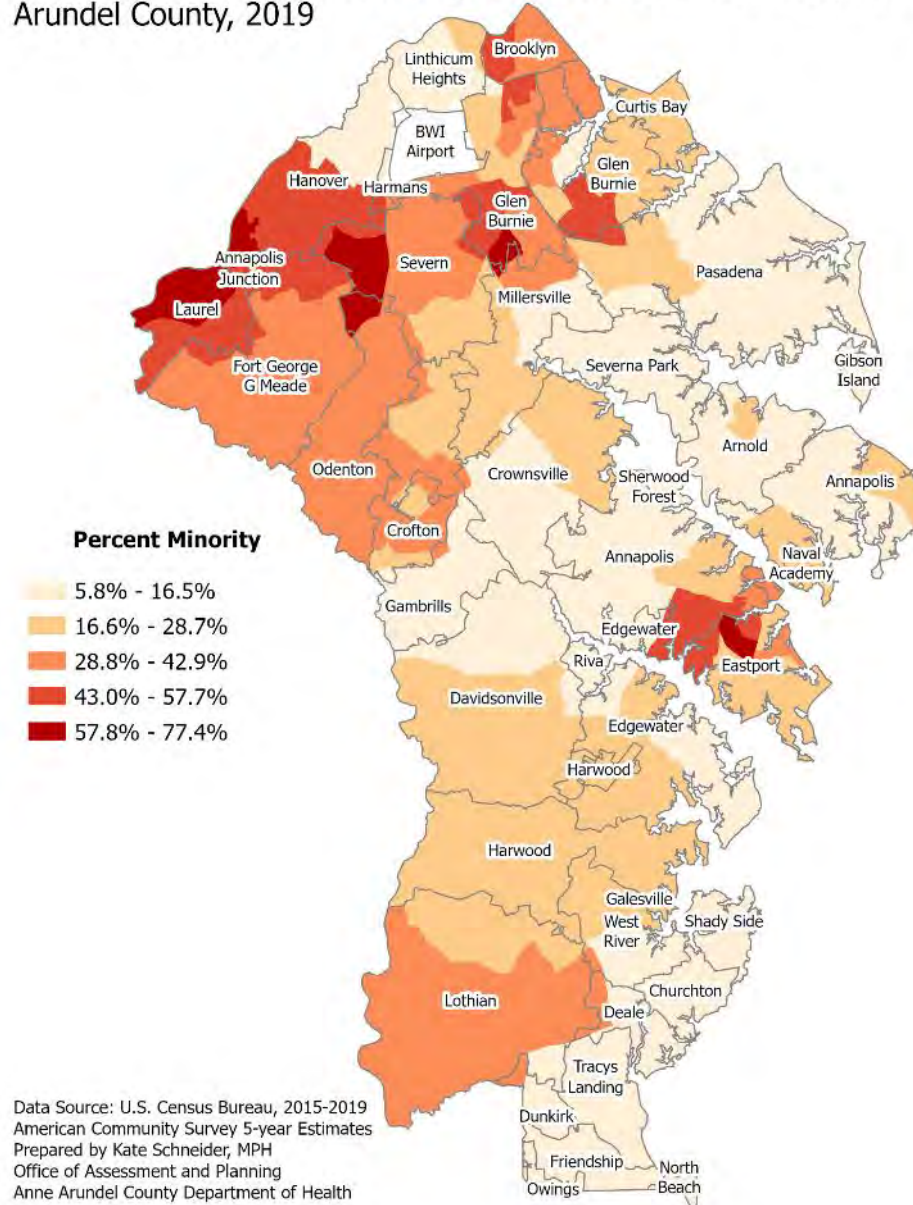 Arundel County, 2019
Brooklyn
Linthicum
Heights
Curtis Bay
BWI
Airport
Glen
Burnie
Hanover
Harmans
Glen
Burnie
Annapolis
Junction
Severn
Pasadena
Laurel
Millersville
Severna Park
Gibson
Island
Fort George
G Meade
Arnold
Odenton
Crownsville
Sherwood
Forest
Annapolis
Crofton
Annapolis
Naval
Academy
Percent Minority
5.8% - 16.5%
16.6% - 28.7%
28.8% - 42.9%
43.0% - 57.7%
57.8% - 77.4%
Gambrills
Edgewater
Riva
Eastport
Davidsonville
Edgewater
Harwood
Harwood
Galesville
West
River
Shady Side
Churchton
Lothian
Deale
Tracys
Landing
Dunkirk
Friendship
Owings
North
Beach
Data Source: U.S. Census Bureau, 2015-2019
American Community Survey 5-year Estimates
Prepared by Kate Schneider, MPH
Office of Assessment and Planning
Anne Arundel County Department of Health